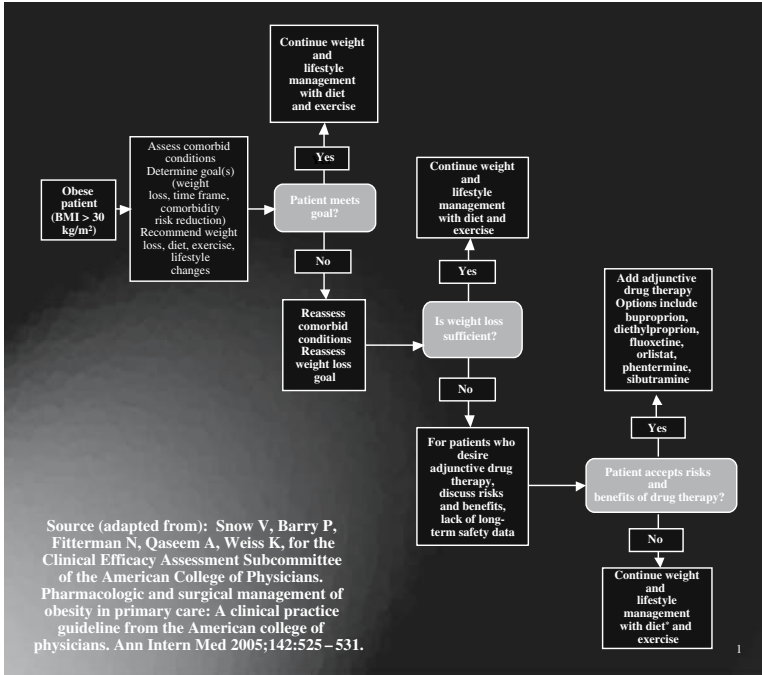 Continue weight
and
lifestyle
management
with diet
and exercise
Yes
Obese
patient
(BMI > 30
kg/m²)
Assess comorbid
conditions
Determine goal(s)
(weight
loss, time frame,
comorbidity
risk reduction)
Recommend weight
loss, diet, exercise,
lifestyle
changes
Patient meets
goal?
No
Reassess
comorbid
conditions
Reassess
weight loss
goal
Continue weight
and
lifestyle
management
with diet and
exercise
Yes
Is weight loss
sufficient?
No
For patients who
desire
adjunctive drug
therapy,
discuss risks
and benefits,
lack of long-
term safety data
Add adjunctive
drug therapy
Options include
buproprion,
diethylproprion,
fluoxetine,
orlistat,
phentermine,
sibutramine
Yes
Patient accepts risks
and
benefits of drug therapy?
No
Continue weight
and
lifestyle
management
with diet* and
exercise
Source (adapted from): Snow V, Barry P,
Fitterman N, Qaseem A, Weiss K, for the
Clinical Efficacy Assessment Subcommittee
of the American College of Physicians.
Pharmacologic and surgical management of
obesity in primary care: A clinical practice
guideline from the American college of
physicians. Ann Intern Med 2005;142:525–531.
1